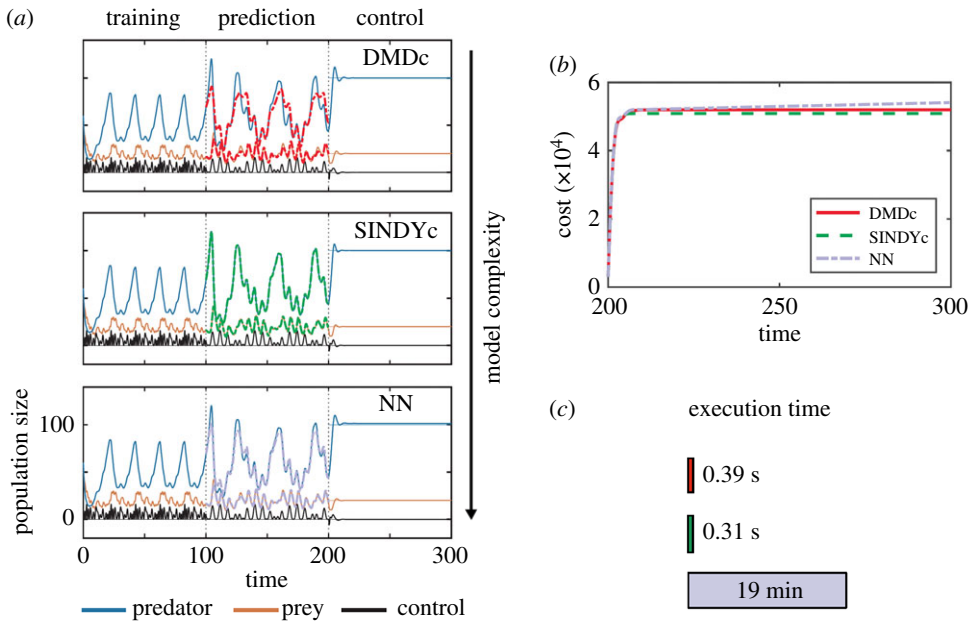 (a) training prediction control
DMDc
SINDYc
NN
population size
100
0
0 100 200 300
time
predator prey control
model complexity
(b)
cost (×10⁴)
6
4
2
0
DMDc
SINDYc
NN
200 250 300
time
(c) execution time
0.39 s
0.31 s
19 min